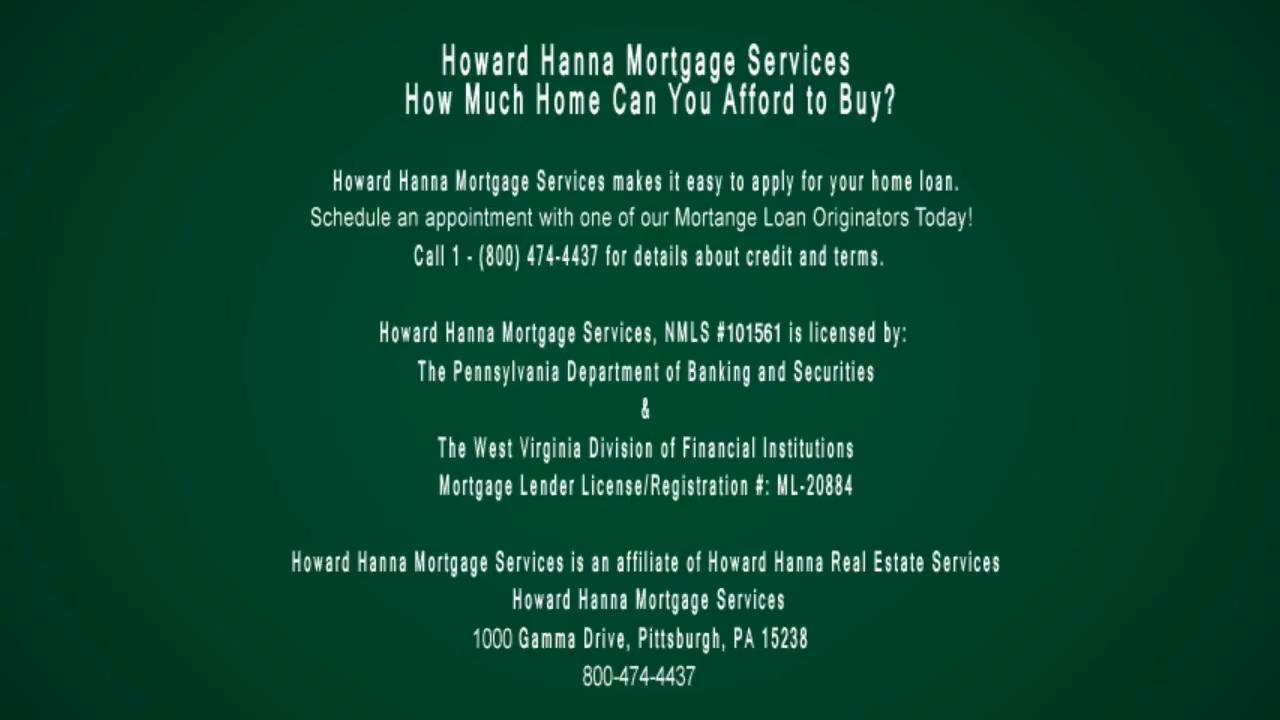 Howard Hanna Mortgage Services
How Much Home Can You Afford to Buy?
Howard Hanna Mortgage Services makes it easy to apply for your home loan.
Schedule an appointment with one of our Mortange Loan Originators Today!
Call 1 - (800) 474-4437 for details about credit and terms.
Howard Hanna Mortgage Services, NMLS #101561 is licensed by:
The Pennsylvania Department of Banking and Securities
&
The West Virginia Division of Financial Institutions
Mortgage Lender License/Registration #: ML-20884
Howard Hanna Mortgage Services is an affiliate of Howard Hanna Real Estate Services
Howard Hanna Mortgage Services
1000 Gamma Drive, Pittsburgh, PA 15238
800-474-4437